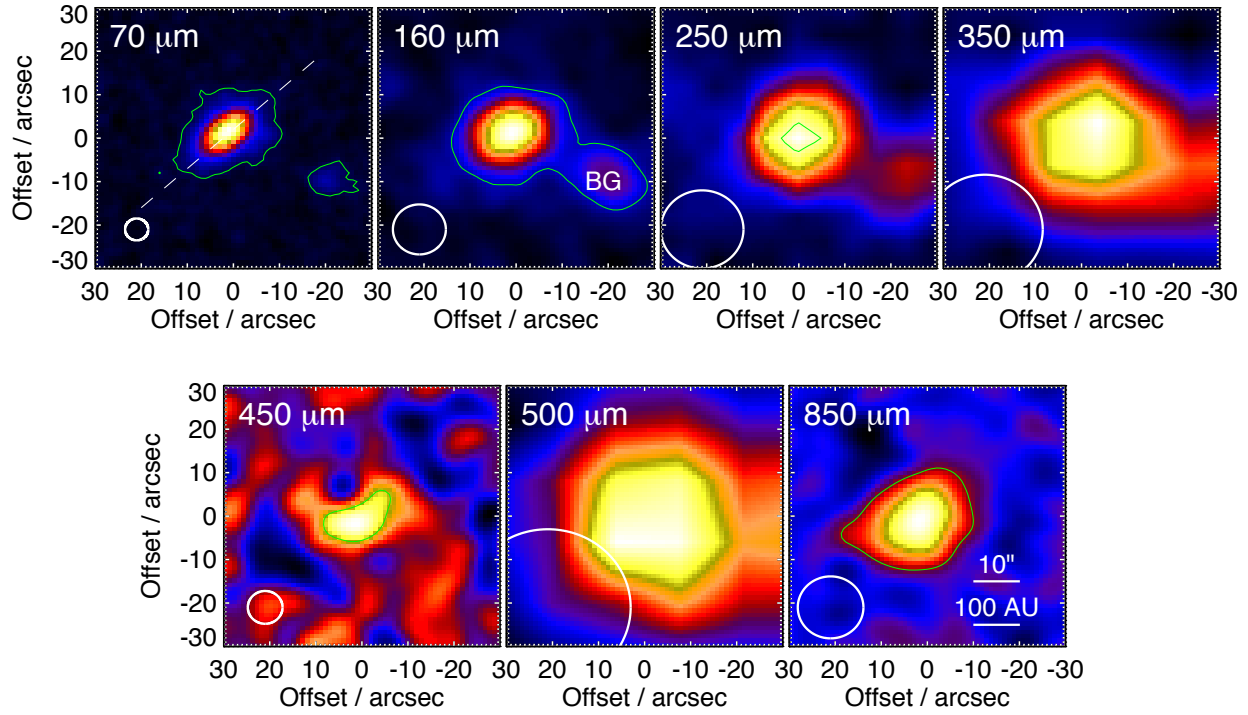 70 μm
160 μm
250 μm
350 μm
BG
30
20
10
0
-10
-20
-30
Offset / arcsec
30 20 10 0 -10 -20 30 20 10 0 -10 -20 30 20 10 0 -10 -20 30 20 10 0 -10 -20 -30
Offset / arcsec
Offset / arcsec
Offset / arcsec
Offset / arcsec
450 μm
500 μm
850 μm
30
20
10
0
-10
-20
-30
Offset / arcsec
10"
100 AU
30 20 10 0 -10 -20 30 20 10 0 -10 -20 30 20 10 0 -10 -20 -30
Offset / arcsec
Offset / arcsec
Offset / arcsec